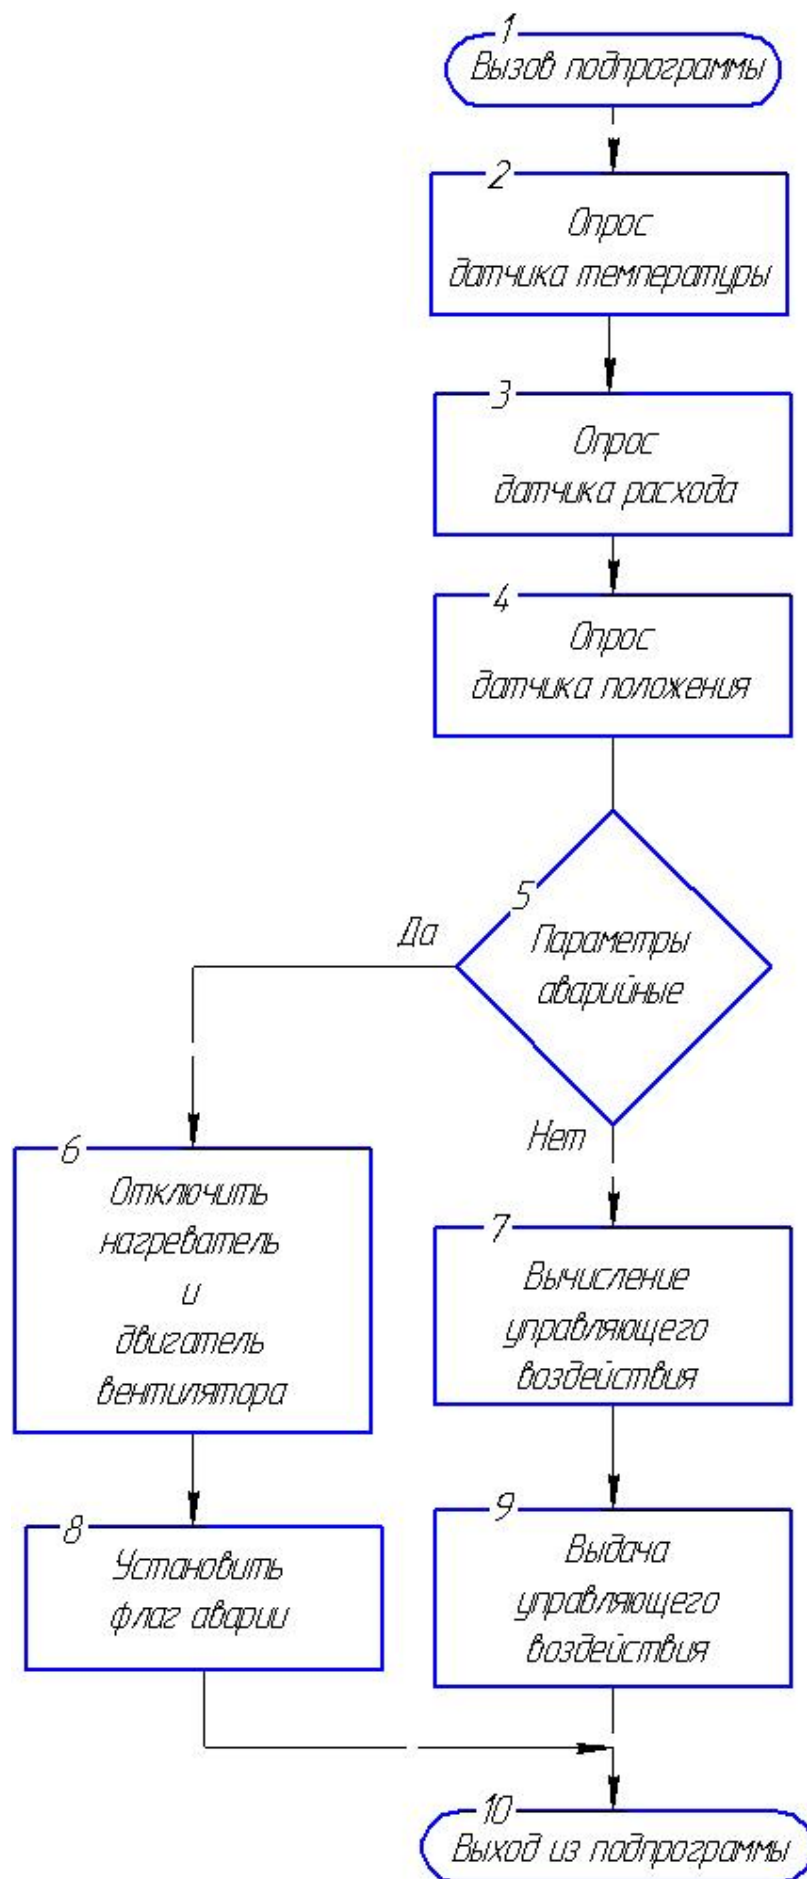 1
Вызов подпрограммы
2
Опрос
датчика температуры
3
Опрос
датчика расхода
4
Опрос
датчика положения
5
Параметры
аварийные
Да
Нет
6
Отключить
нагреватель
и
двигатель
вентилятора
7
Вычисление
управляющего
воздействия
8
Установить
флаг аварии
9
Выдача
управляющего
воздействия
10
Выход из подпрограммы